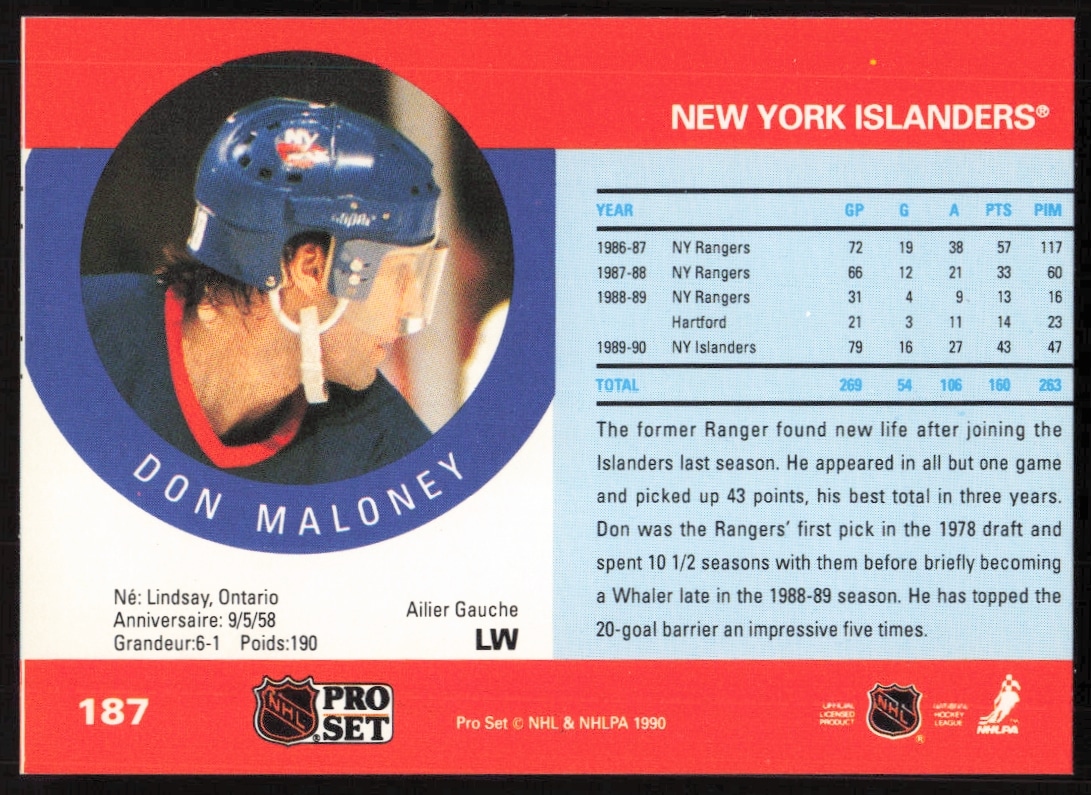 NEW YORK ISLANDERS®
YEAR GP G A PTS PIM
1986-87 NY Rangers 72 19 38 57 117
1987-88 NY Rangers 66 12 21 33 60
1988-89 NY Rangers 31 4 9 13 16
Hartford 21 3 11 14 23
1989-90 NY Islanders 79 16 27 43 47
TOTAL 269 54 106 160 263
The former Ranger found new life after joining the
Islanders last season. He appeared in all but one game
and picked up 43 points, his best total in three years.
Don was the Rangers' first pick in the 1978 draft and
spent 10 1/2 seasons with them before briefly becoming
a Whaler late in the 1988-89 season. He has topped the
20-goal barrier an impressive five times.
NY
DON MALONEY
Né: Lindsay, Ontario
Anniversaire: 9/5/58
Grandeur:6-1 Poids:190
Ailier Gauche
LW
187
NHL
PRO
SET
Pro Set © NHL & NHLPA 1990
OFFICIAL
LICENSED
PRODUCT
NHL
®
HOCKEY
LEAGUE
NHLPA